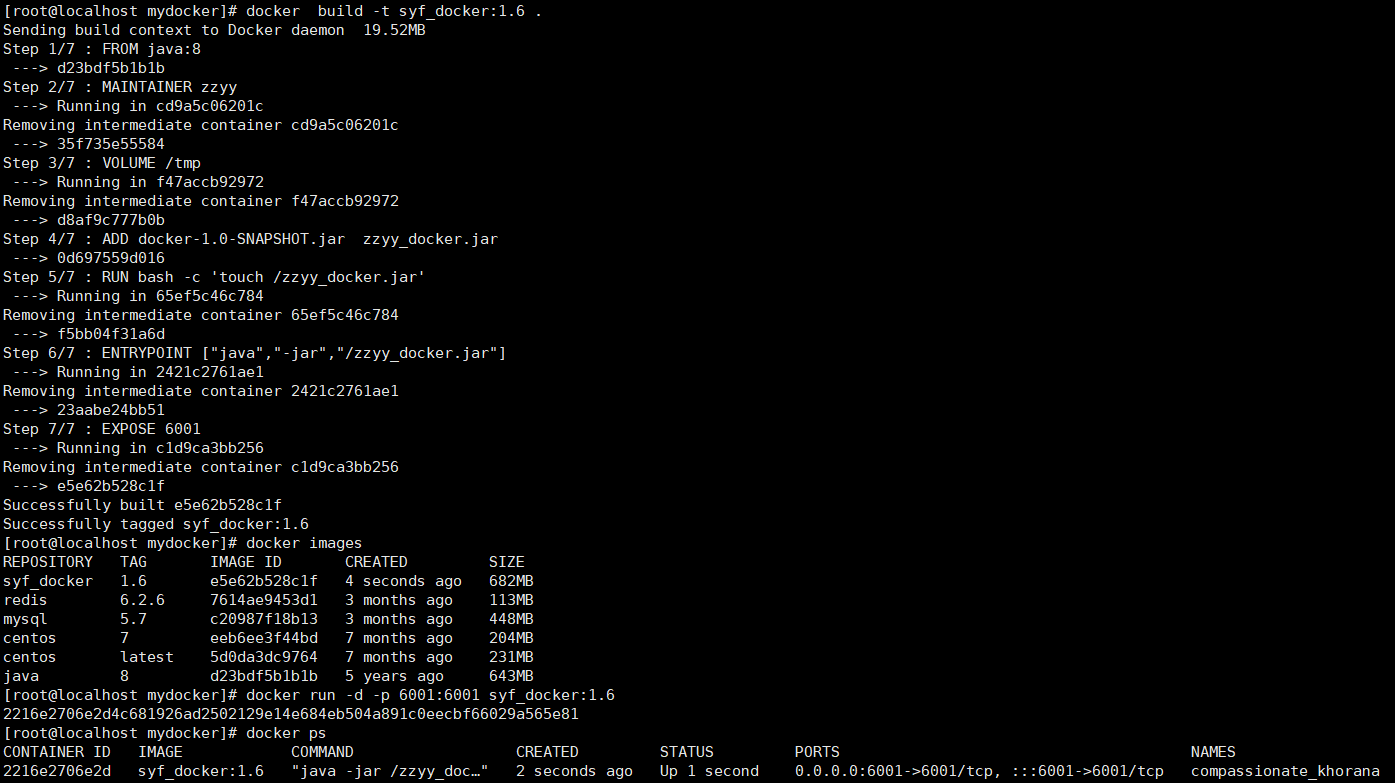 [root@localhost mydocker]# docker  build -t syf_docker:1.6 .
Sending build context to Docker daemon  19.52MB
Step 1/7 : FROM java:8
 ---> d23bdf5b1b1b
Step 2/7 : MAINTAINER zzyy
 ---> Running in cd9a5c06201c
Removing intermediate container cd9a5c06201c
 ---> 35f735e55584
Step 3/7 : VOLUME /tmp
 ---> Running in f47accb92972
Removing intermediate container f47accb92972
 ---> d8af9c777b0b
Step 4/7 : ADD docker-1.0-SNAPSHOT.jar  zzyy_docker.jar
 ---> 0d697559d016
Step 5/7 : RUN bash -c 'touch /zzyy_docker.jar'
 ---> Running in 65ef5c46c784
Removing intermediate container 65ef5c46c784
 ---> f5bb04f31a6d
Step 6/7 : ENTRYPOINT ["java","-jar","/zzyy_docker.jar"]
 ---> Running in 2421c2761ae1
Removing intermediate container 2421c2761ae1
 ---> 23aabe24bb51
Step 7/7 : EXPOSE 6001
 ---> Running in c1d9ca3bb256
Removing intermediate container c1d9ca3bb256
 ---> e5e62b528c1f
Successfully built e5e62b528c1f
Successfully tagged syf_docker:1.6
[root@localhost mydocker]# docker images
REPOSITORY   TAG       IMAGE ID       CREATED         SIZE
syf_docker   1.6       e5e62b528c1f   4 seconds ago   682MB
redis        6.2.6     7614ae9453d1   3 months ago    113MB
mysql        5.7       c20987f18b13   3 months ago    448MB
centos       7         eeb6ee3f44bd   7 months ago    204MB
centos       latest    5d0da3dc9764   7 months ago    231MB
java         8         d23bdf5b1b1b   5 years ago     643MB
[root@localhost mydocker]# docker run -d -p 6001:6001 syf_docker:1.6
2216e2706e2d4c681926ad2502129e14e684eb504a891c0eecbf66029a565e81
[root@localhost mydocker]# docker ps
CONTAINER ID   IMAGE            COMMAND                  CREATED         STATUS         PORTS                                       NAMES
2216e2706e2d   syf_docker:1.6   "java -jar /zzyy_doc…"   2 seconds ago   Up 1 second    0.0.0.0:6001->6001/tcp, :::6001->6001/tcp   compassionate_khorana